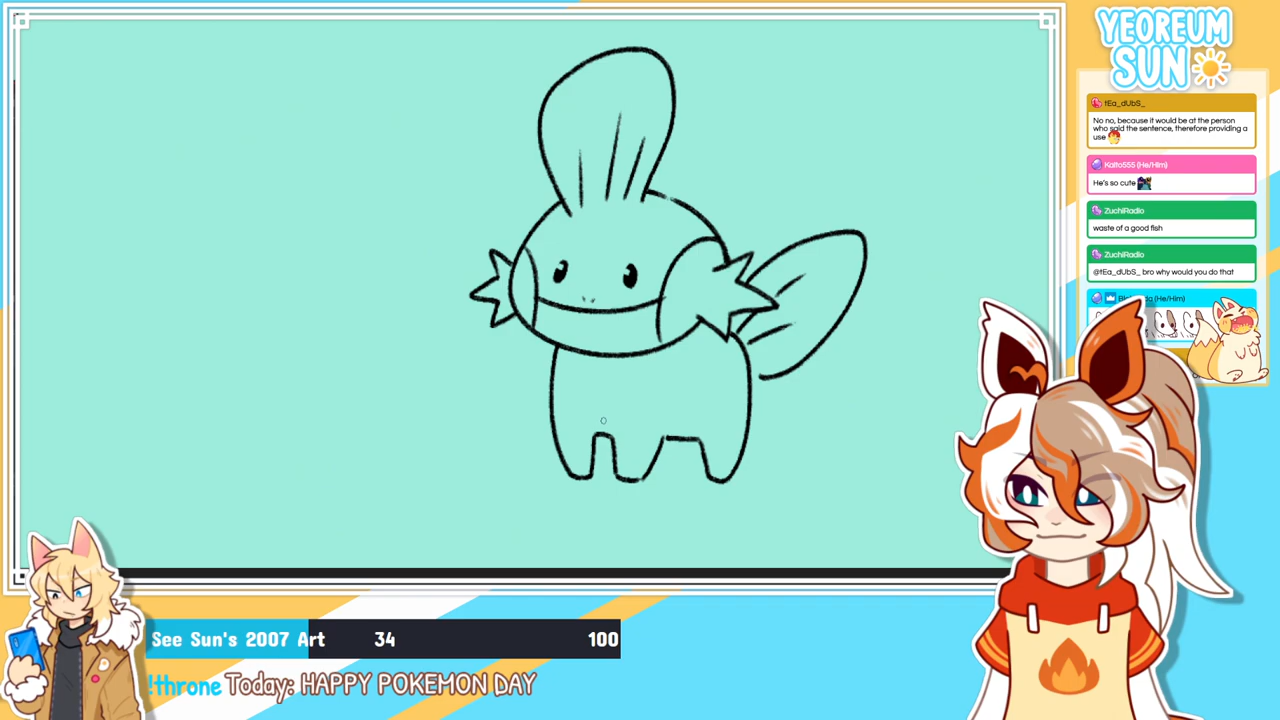 YEOREUM
SUN
tEa_dUbS_
No no, because it would be at the person
who said the sentence, therefore providing a
use
Kaito555 (He/Him)
He's so cute
ZuchiRadio
waste of a good fish
ZuchiRadio
@tEa_dUbS_ bro why would you do that
(He/Him)
See Sun's 2007 Art 34 100
!throne Today: HAPPY POKEMON DAY